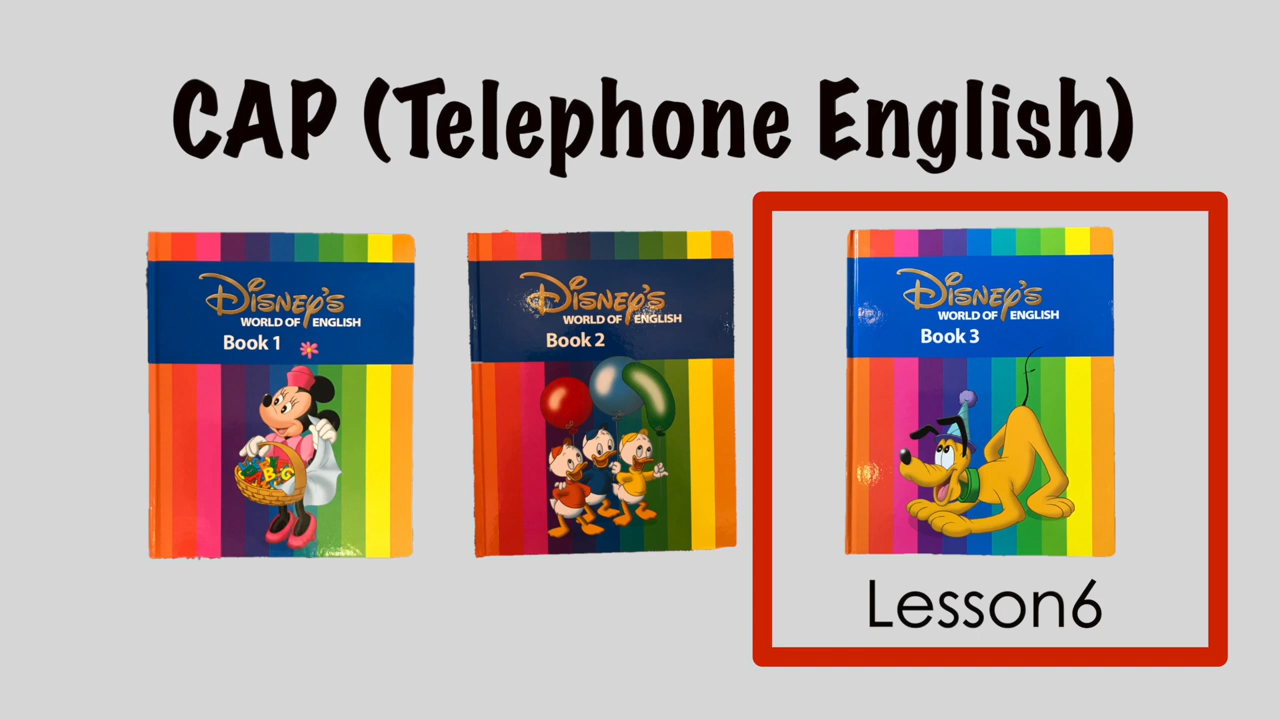 CAP (Telephone English)
Disney's
WORLD OF ENGLISH
Book 1
Disney's
WORLD OF ENGLISH
Book 2
Disney's
WORLD OF ENGLISH
Book 3
Lesson6